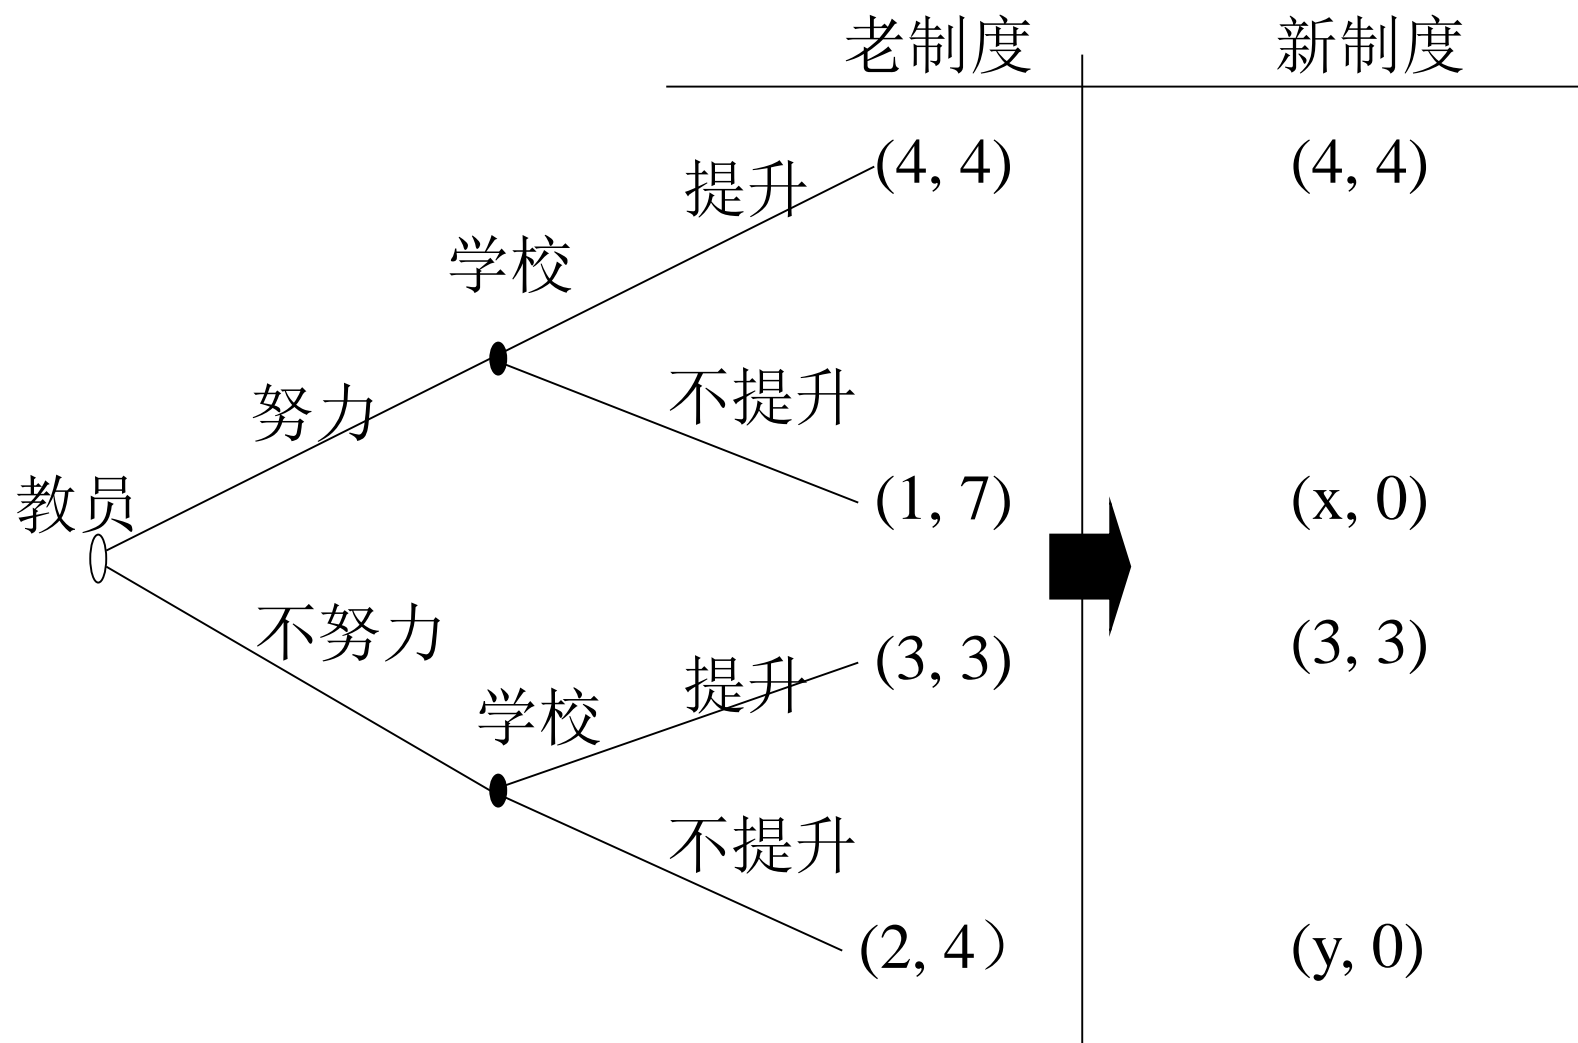 老制度 新制度
提升 (4, 4) (4, 4)
学校
不提升
努力
教员 (1, 7) (x, 0)
不努力
提升 (3, 3) (3, 3)
学校
不提升
(2, 4） (y, 0)